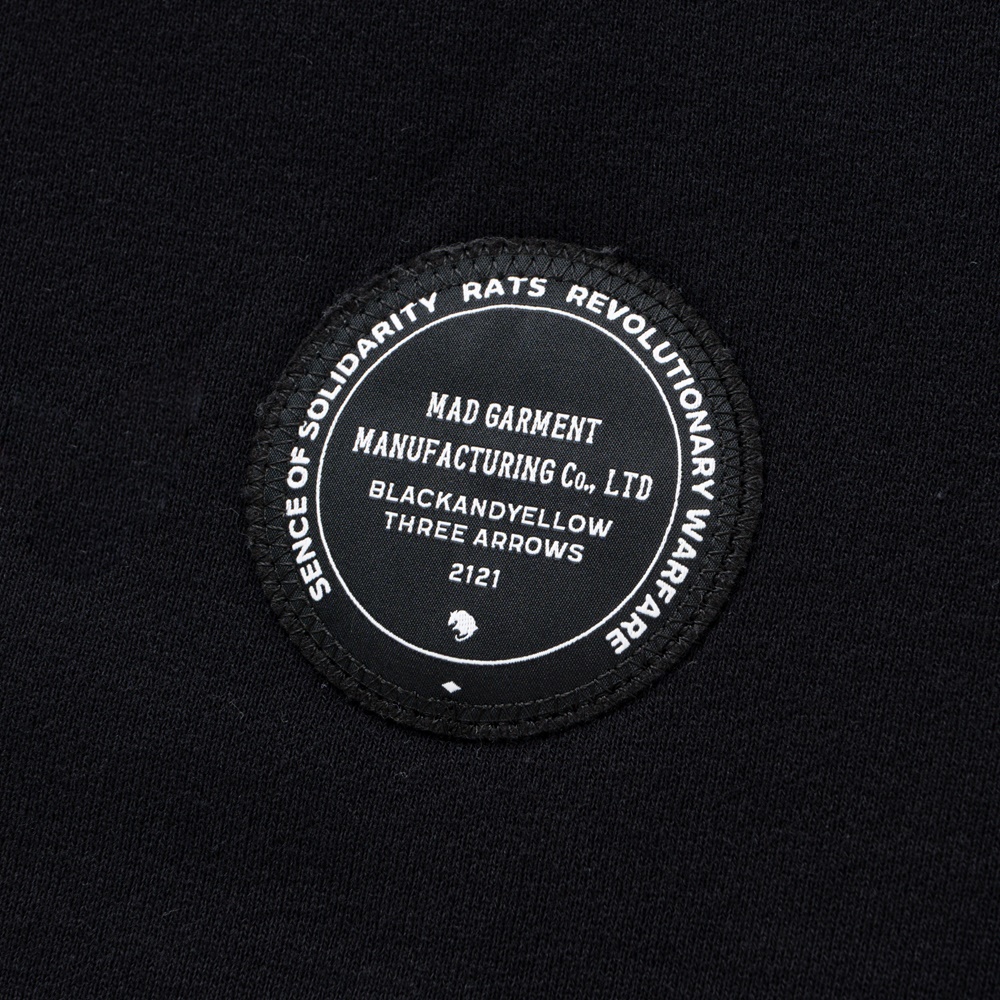 SENCE OF SOLIDARITY RATS REVOLUTIONARY WARFARE
MAD GARMENT
MANUFACTURING Co., LTD
BLACKANDYELLOW
THREE ARROWS
2121